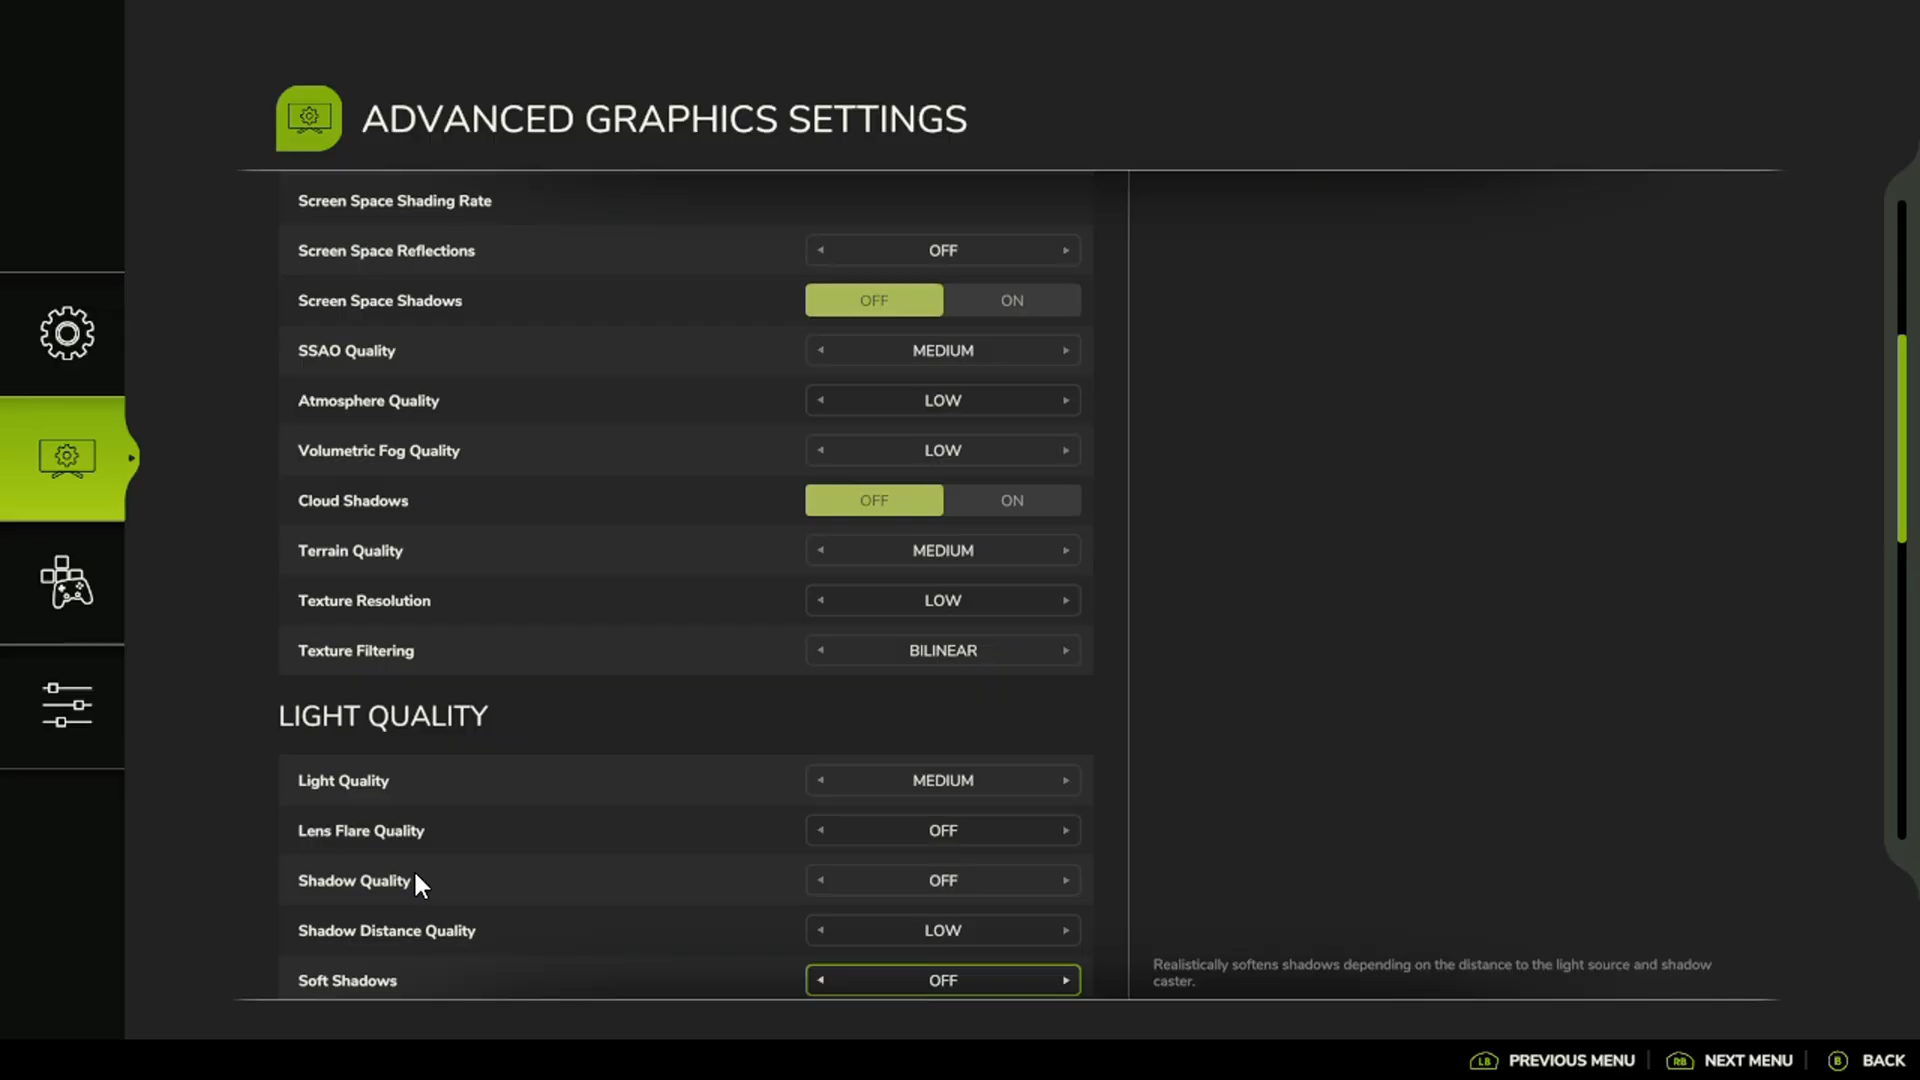 ADVANCED GRAPHICS SETTINGS
Screen Space Shading Rate
Screen Space Reflections OFF
Screen Space Shadows OFF ON
SSAO Quality MEDIUM
Atmosphere Quality LOW
Volumetric Fog Quality LOW
Cloud Shadows OFF ON
Terrain Quality MEDIUM
Texture Resolution LOW
Texture Filtering BILINEAR
LIGHT QUALITY
Light Quality MEDIUM
Lens Flare Quality OFF
Shadow Quality OFF
Shadow Distance Quality LOW
Soft Shadows OFF
Realistically softens shadows depending on the distance to the light source and shadow
caster.
LB PREVIOUS MENU RB NEXT MENU B BACK